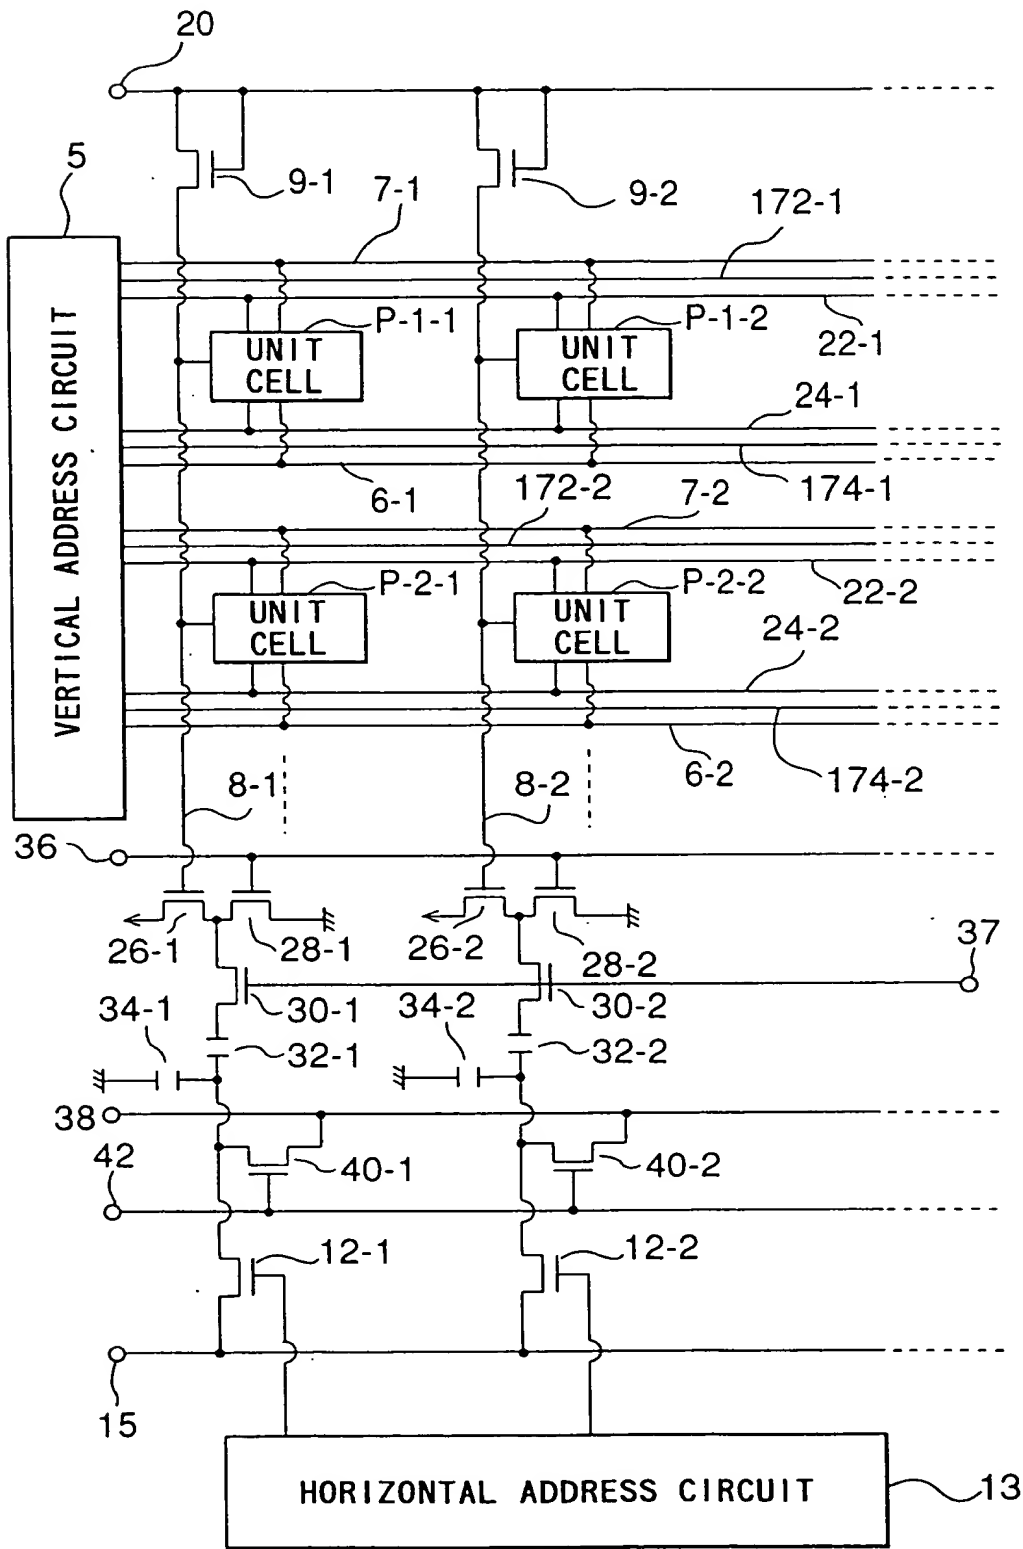 20
5
9-1
9-2
7-1
172-1
P-1-1
P-1-2
22-1
UNIT
CELL
UNIT
CELL
24-1
VERTICAL ADDRESS CIRCUIT
6-1
172-2
7-2
174-1
P-2-1
P-2-2
22-2
UNIT
CELL
UNIT
CELL
24-2
6-2
174-2
8-1
8-2
36
26-1
28-1
26-2
28-2
37
34-1
30-1
34-2
30-2
32-1
32-2
38
42
40-1
40-2
12-1
12-2
15
HORIZONTAL ADDRESS CIRCUIT
13